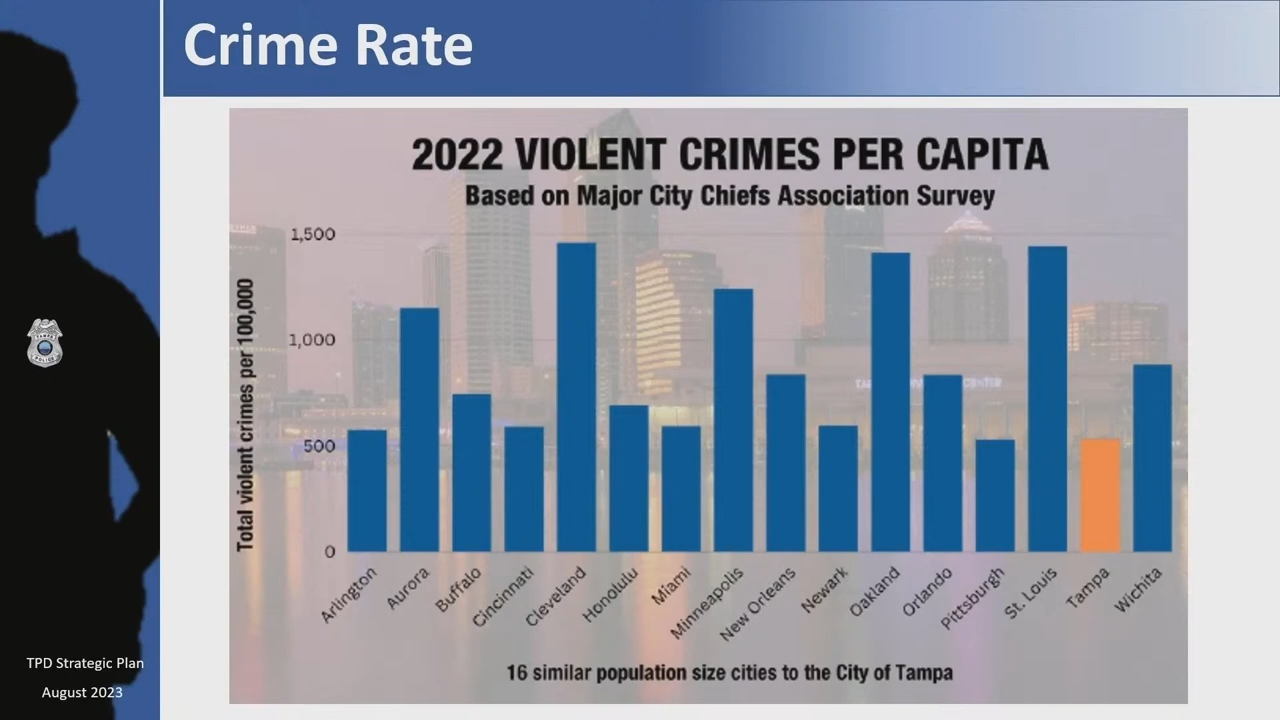 Crime Rate
2022 VIOLENT CRIMES PER CAPITA
Based on Major City Chiefs Association Survey
Total violent crimes per 100,000
1,500
1,000
500
0
Arlington
Aurora
Buffalo
Cincinnati
Cleveland
Honolulu
Miami
Minneapolis
New Orleans
Newark
Oakland
Orlando
Pittsburgh
St. Louis
Tampa
Wichita
16 similar population size cities to the City of Tampa
TAMPA
POLICE
TPD Strategic Plan
August 2023